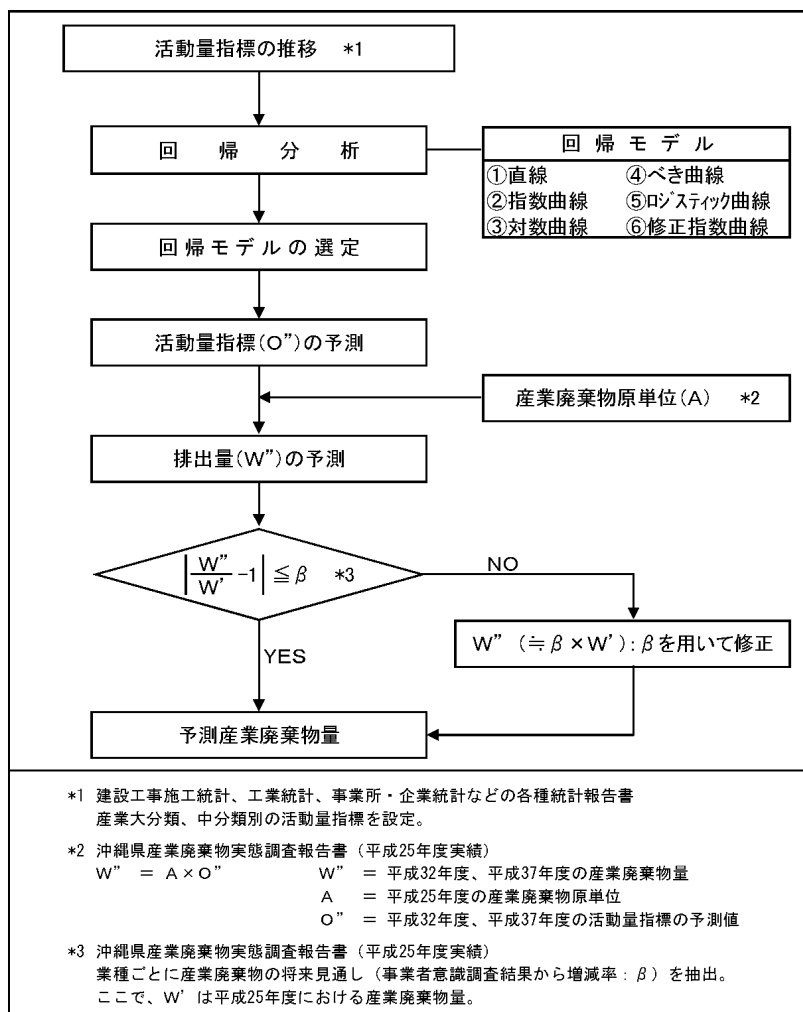 活動量指標の推移　*1
回　帰　分　析
回 帰 モ デ ル
①直線　④べき曲線
②指数曲線　⑤ロジスティック曲線
③対数曲線　⑥修正指数曲線
回帰モデルの選定
活動量指標(O")の予測
産業廃棄物原単位(A)　*2
排出量(W")の予測
|W"/W' -1| ≦ β　*3
NO
YES
W" (≒β×W')：βを用いて修正
予測産業廃棄物量
*1 建設工事施工統計、工業統計、事業所・企業統計などの各種統計報告書
産業大分類、中分類別の活動量指標を設定。
*2 沖縄県産業廃棄物実態調査報告書（平成25年度実績）
W" ＝ A×O"　W" ＝ 平成32年度、平成37年度の産業廃棄物量
A ＝ 平成25年度の産業廃棄物原単位
O" ＝ 平成32年度、平成37年度の活動量指標の予測値
*3 沖縄県産業廃棄物実態調査報告書（平成25年度実績）
業種ごとに産業廃棄物の将来見通し（事業者意識調査結果から増減率：β）を抽出。
ここで、W' は平成25年度における産業廃棄物量。